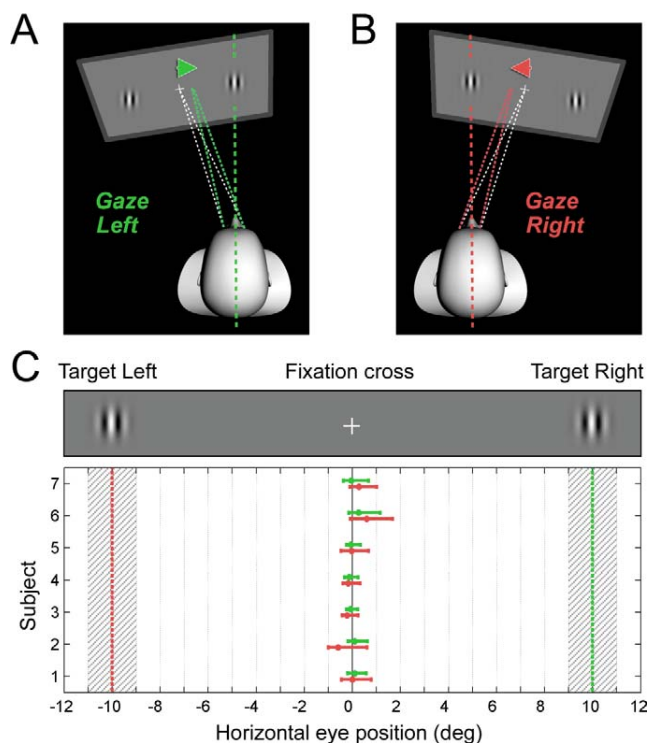 A
B
Gaze
Left
Gaze
Right
C
Target Left Fixation cross Target Right
7
6
5
4
3
2
1
Subject
-12 -10 -8 -6 -4 -2 0 2 4 6 8 10 12
Horizontal eye position (deg)